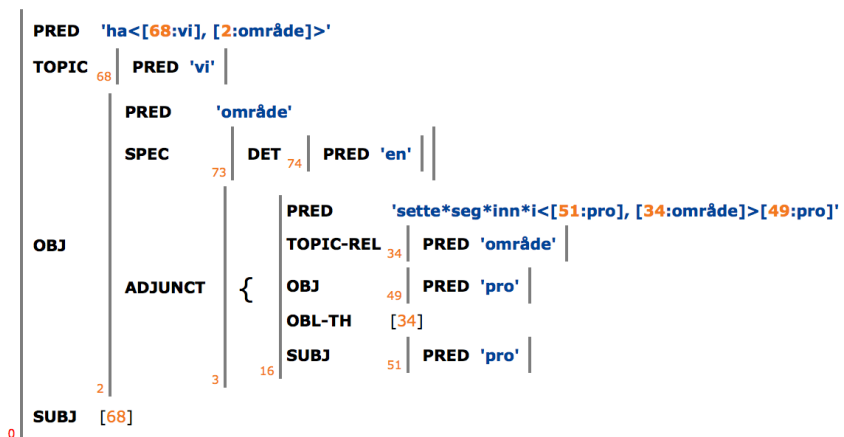 PRED 'ha<[68:vi], [2:område]>'
TOPIC 68 PRED 'vi'
PRED 'område'
SPEC 73 DET 74 PRED 'en'
PRED 'sette*seg*inn*i<[51:pro], [34:område]>[49:pro]'
TOPIC-REL 34 PRED 'område'
OBJ ADJUNCT { OBJ 49 PRED 'pro'
OBL-TH [34]
SUBJ 51 PRED 'pro'
2 3 16
SUBJ [68]
0